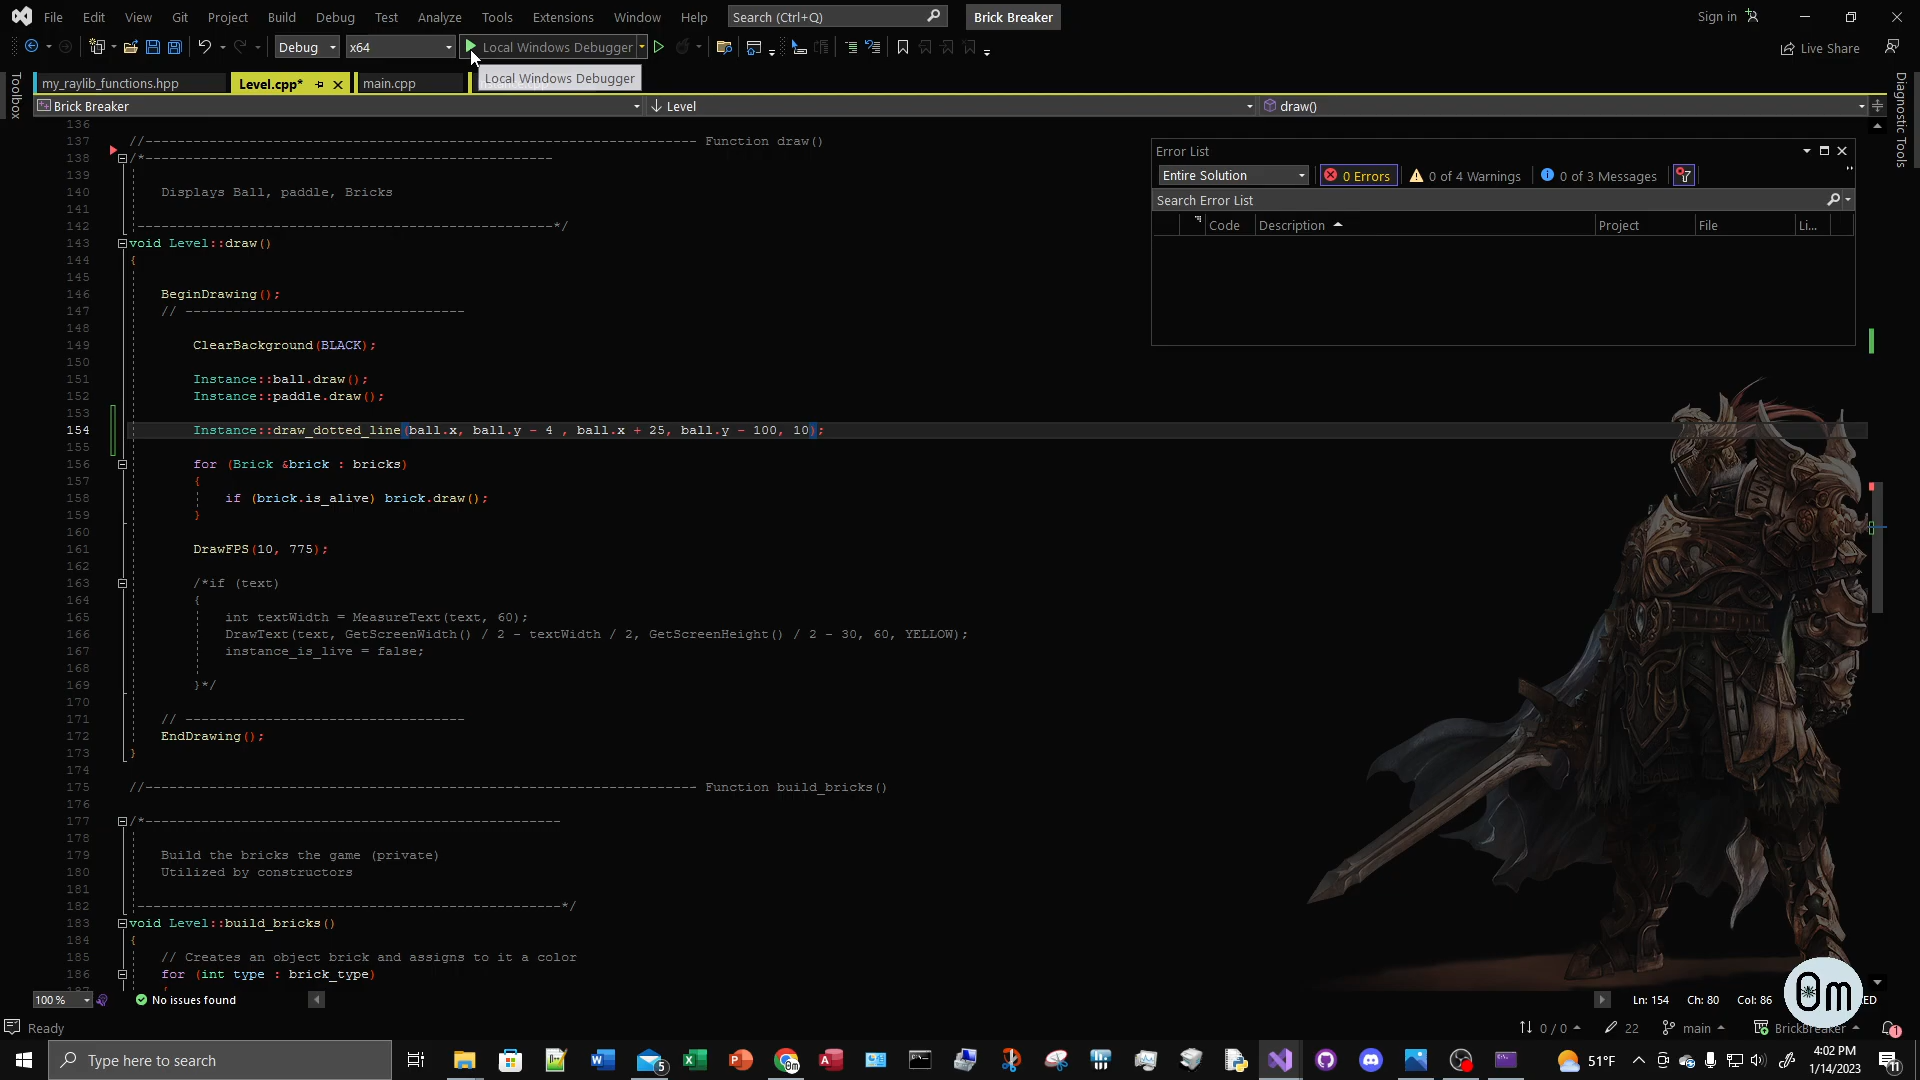 File Edit View Git Project Build Debug Test Analyze Tools Extensions Window Help Search (Ctrl+Q) Brick Breaker Sign in
Debug x64 Local Windows Debugger Live Share
Local Windows Debugger
my_raylib_functions.hpp Level.cpp* main.cpp
Toolbox
Diagnostic Tools
Brick Breaker Level draw()
136
137 //--------------------------------------------------------------------- Function draw()
138 /*---------------------------------------------------
139
140 Displays Ball, paddle, Bricks
141
142 ----------------------------------------------------*/
143 void Level::draw()
144 {
145
146 BeginDrawing();
147 // -----------------------------------
148
149 ClearBackground(BLACK);
150
151 Instance::ball.draw();
152 Instance::paddle.draw();
153
154 Instance::draw_dotted_line(ball.x, ball.y - 4 , ball.x + 25, ball.y - 100, 10);
155
156 for (Brick &brick : bricks)
157 {
158 if (brick.is_alive) brick.draw();
159 }
160
161 DrawFPS(10, 775);
162
163 /*if (text)
164 {
165 int textWidth = MeasureText(text, 60);
166 DrawText(text, GetScreenWidth() / 2 - textWidth / 2, GetScreenHeight() / 2 - 30, 60, YELLOW);
167 instance_is_live = false;
168
169 }*/
170
171 // -----------------------------------
172 EndDrawing();
173 }
174
175 //--------------------------------------------------------------------- Function build_bricks()
176
177 /*----------------------------------------------------
178
179 Build the bricks the game (private)
180 Utilized by constructors
181
182 -----------------------------------------------------*/
183 void Level::build_bricks()
184 {
185 // Creates an object brick and assigns to it a color
186 for (int type : brick_type)
Error List
Entire Solution 0 Errors 0 of 4 Warnings 0 of 3 Messages
Search Error List
Code Description Project File Li...
100 % No issues found Ln: 154 Ch: 80 Col: 86 ED
0m
Ready 0 / 0 22 main BrickBreaker 1
Type here to search 5 51°F 4:02 PM
1/14/2023 11